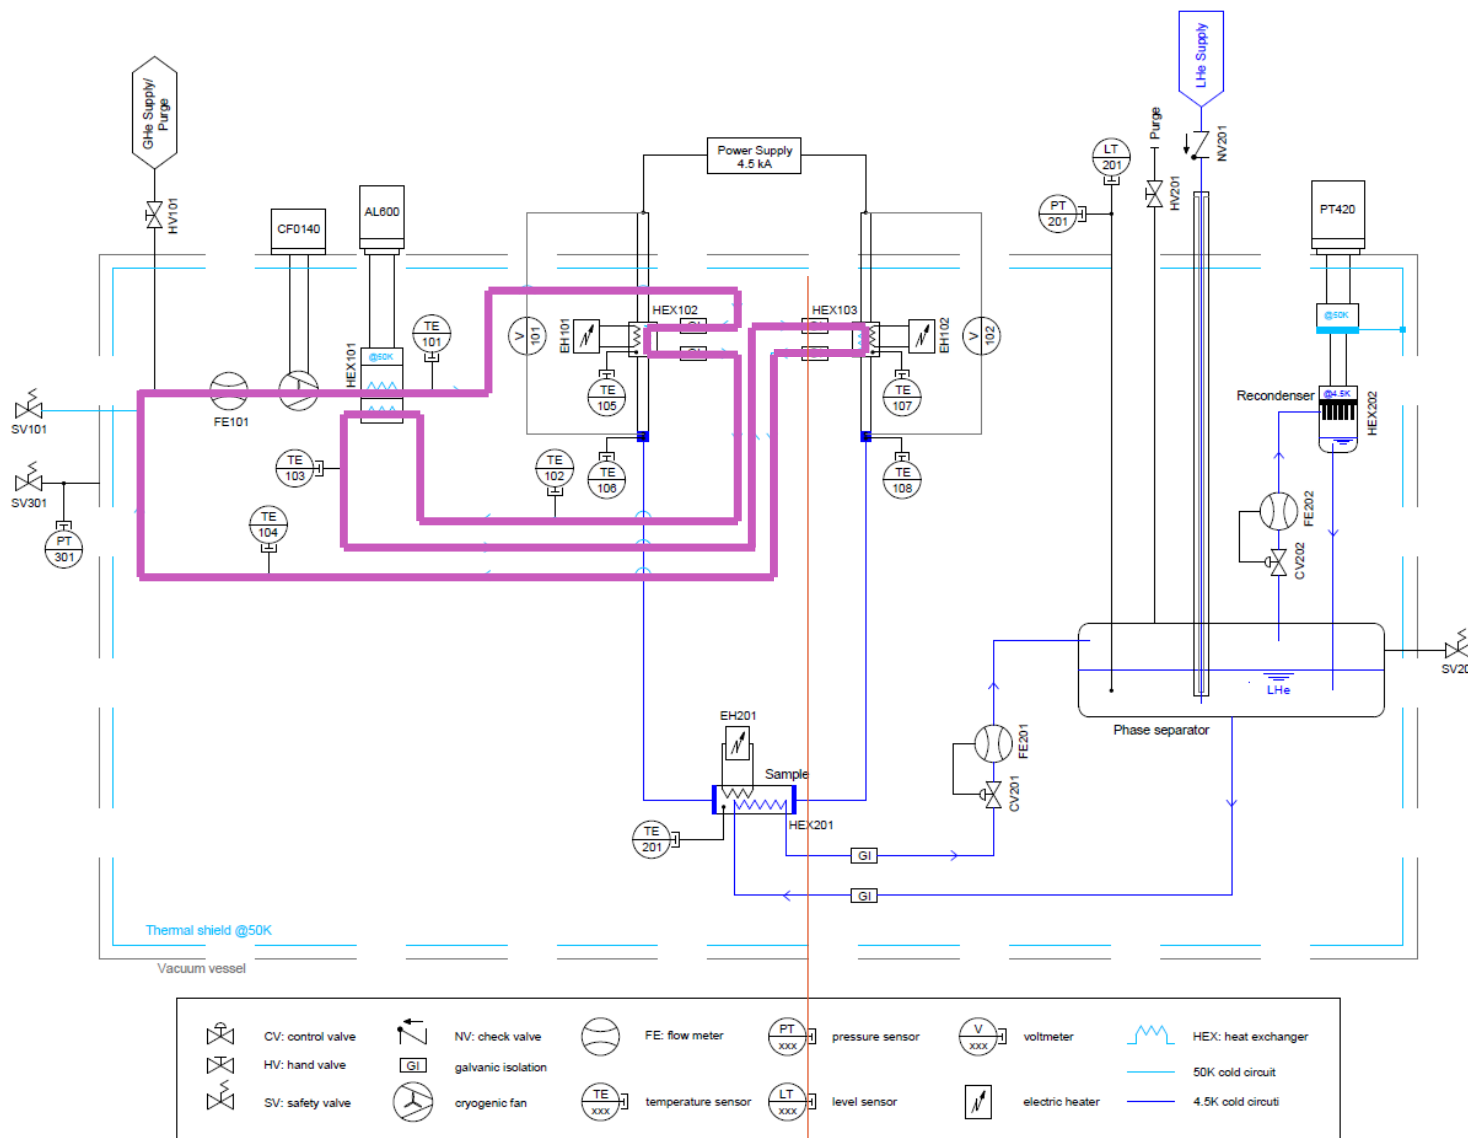 GHe Supply/
Purge
HV101
CF0140
AL600
@50K
HEX101
TE
101
FE101
SV101
SV301
PT
301
TE
103
TE
104
TE
102
Power Supply
4.5 kA
V
101
EH101
HEX102
GI
GI
TE
105
TE
106
HEX103
GI
GI
EH102
V
102
TE
107
TE
108
LHe Supply
NV201
Purge
HV201
LT
201
PT
201
PT420
@50K
Recondenser
@4.5K
HEX202
FE202
CV202
LHe
Phase separator
SV20
FE201
CV201
EH201
Sample
HEX201
TE
201
GI
GI
Thermal shield @50K
Vacuum vessel
CV: control valve
HV: hand valve
SV: safety valve
NV: check valve
GI
galvanic isolation
cryogenic fan
FE: flow meter
TE
xxx
temperature sensor
PT
xxx
pressure sensor
LT
xxx
level sensor
V
xxx
voltmeter
electric heater
HEX: heat exchanger
50K cold circuit
4.5K cold circuti